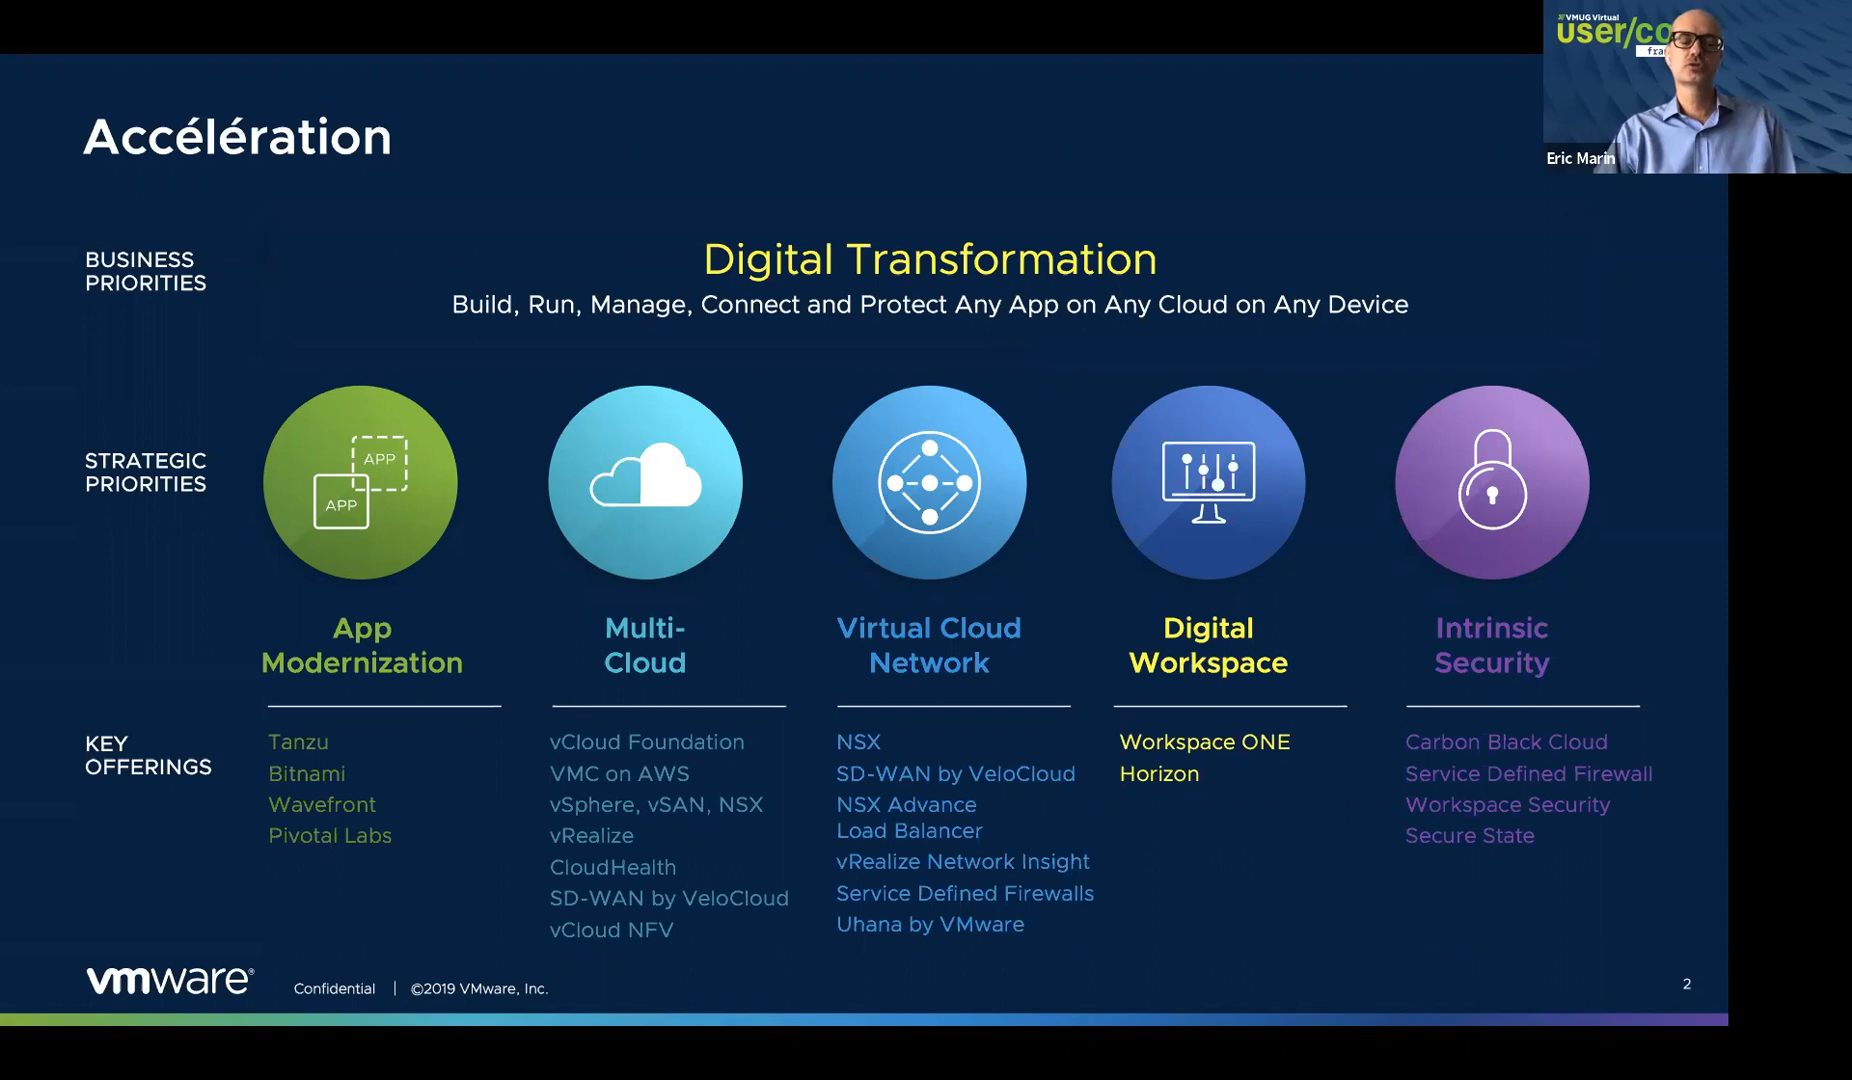 VMUG Virtual
user/co
fra
Eric Marin
Accélération
BUSINESS
PRIORITIES
Digital Transformation
Build, Run, Manage, Connect and Protect Any App on Any Cloud on Any Device
STRATEGIC
PRIORITIES
APP
APP
App
Modernization
Multi-
Cloud
Virtual Cloud
Network
Digital
Workspace
Intrinsic
Security
KEY
OFFERINGS
Tanzu
Bitnami
Wavefront
Pivotal Labs
vCloud Foundation
VMC on AWS
vSphere, vSAN, NSX
vRealize
CloudHealth
SD-WAN by VeloCloud
vCloud NFV
NSX
SD-WAN by VeloCloud
NSX Advance
Load Balancer
vRealize Network Insight
Service Defined Firewalls
Uhana by VMware
Workspace ONE
Horizon
Carbon Black Cloud
Service Defined Firewall
Workspace Security
Secure State
vmware®
Confidential | ©2019 VMware, Inc.
2